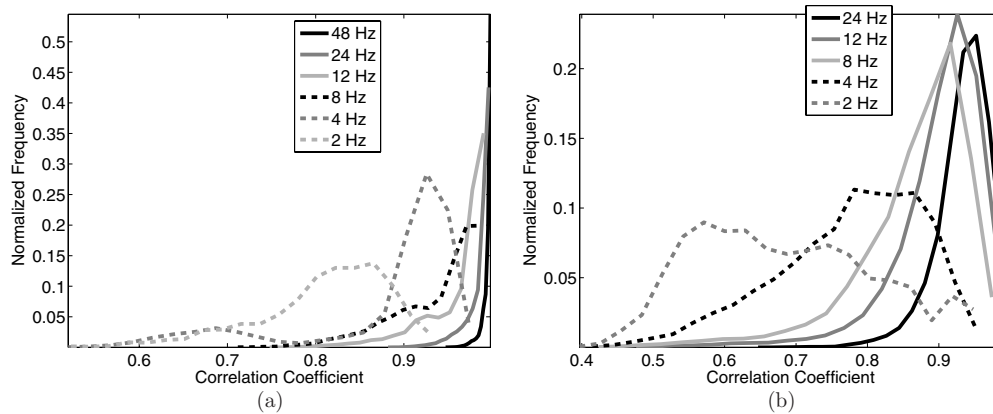 0.5
0.45
0.4
0.35
0.3
0.25
0.2
0.15
0.1
0.05
Normalized Frequency
48 Hz
24 Hz
12 Hz
8 Hz
4 Hz
2 Hz
0.6 0.7 0.8 0.9
Correlation Coefficient
(a)
0.2
0.15
0.1
0.05
Normalized Frequency
24 Hz
12 Hz
8 Hz
4 Hz
2 Hz
0.4 0.5 0.6 0.7 0.8 0.9
Correlation Coefficient
(b)